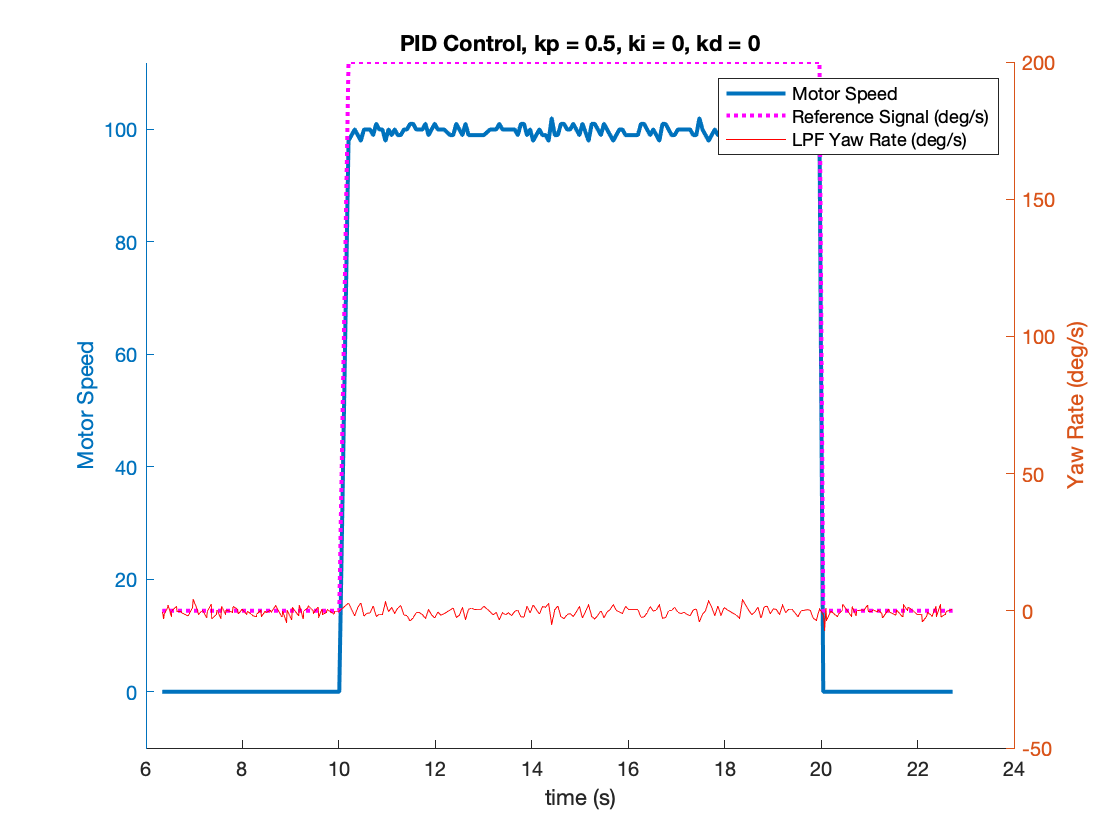 PID Control, kp = 0.5, ki = 0, kd = 0
Motor Speed
Reference Signal (deg/s)
LPF Yaw Rate (deg/s)
100
80
60
40
20
0
Motor Speed
200
150
100
50
0
-50
Yaw Rate (deg/s)
6 8 10 12 14 16 18 20 22 24
time (s)